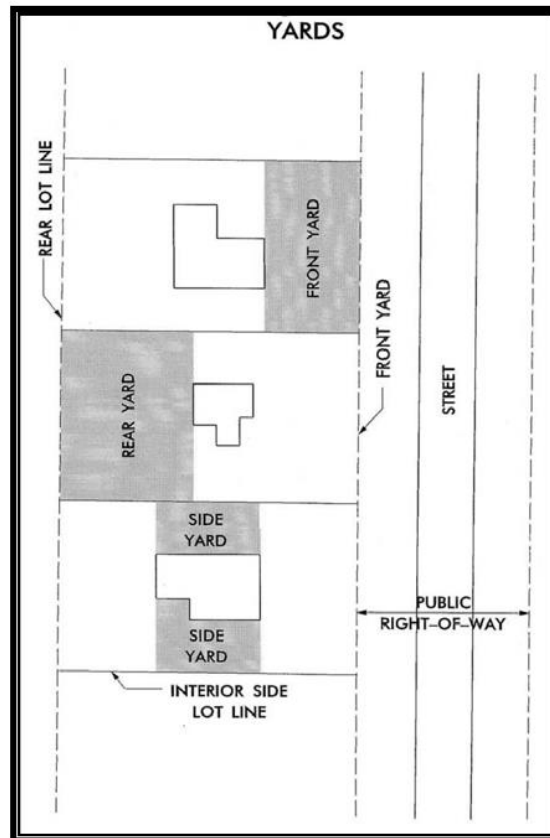 YARDS
REAR LOT LINE
FRONT YARD
FRONT YARD
REAR YARD
STREET
SIDE
YARD
SIDE
YARD
PUBLIC
RIGHT-OF-WAY
INTERIOR SIDE
LOT LINE